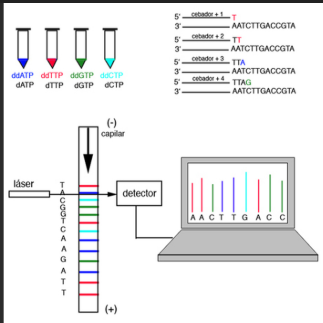 ddATP
dATP
ddTTP
dTTP
ddGTP
dGTP
ddCTP
dCTP
5' cebador + 1 T
3' AATCTTGACCGTA
5' cebador + 2 TT
3' AATCTTGACCGTA
5' cebador + 3 TTA
3' AATCTTGACCGTA
5' cebador + 4 TTAG
3' AATCTTGACCGTA
(-)
capilar
láser
detector
T
A
C
G
G
T
C
A
A
G
A
T
T
(+)
A A C T T G A C C